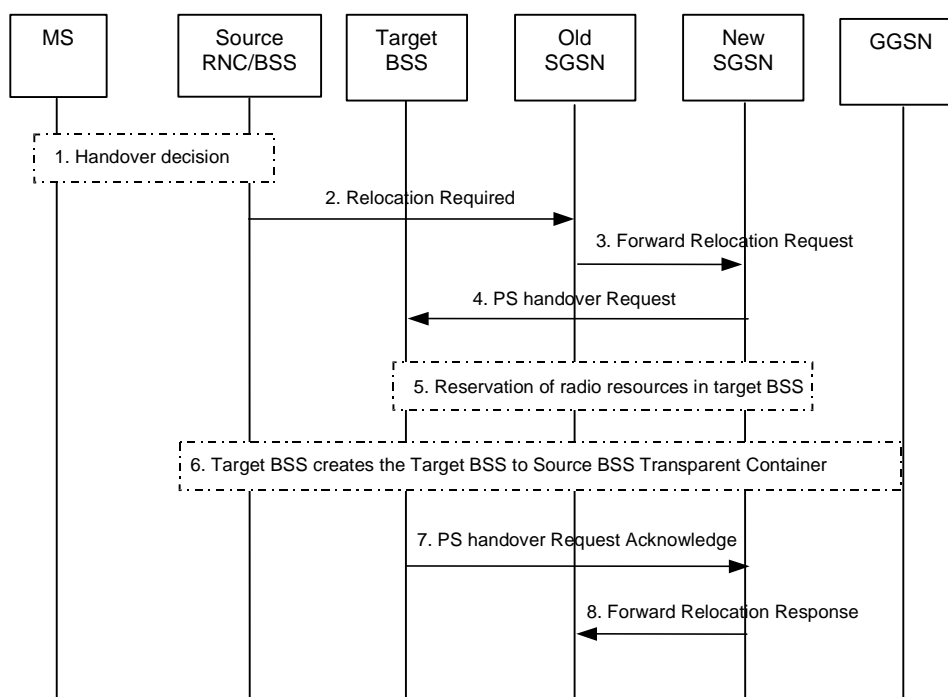 MS
Source
RNC/BSS
Target
BSS
Old
SGSN
New
SGSN
GGSN
1. Handover decision
2. Relocation Required
3. Forward Relocation Request
4. PS handover Request
5. Reservation of radio resources in target BSS
6. Target BSS creates the Target BSS to Source BSS Transparent Container
7. PS handover Request Acknowledge
8. Forward Relocation Response